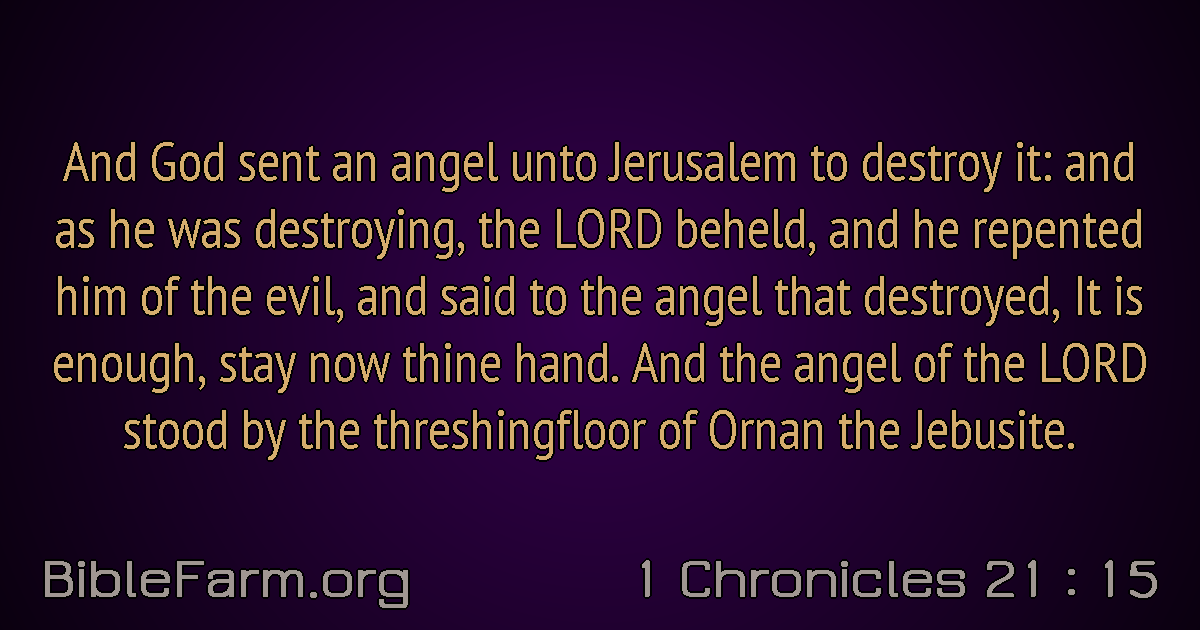 And God sent an angel unto Jerusalem to destroy it: and
as he was destroying, the LORD beheld, and he repented
him of the evil, and said to the angel that destroyed, It is
enough, stay now thine hand. And the angel of the LORD
stood by the threshingfloor of Ornan the Jebusite.
BibleFarm.org
1 Chronicles 21 : 15